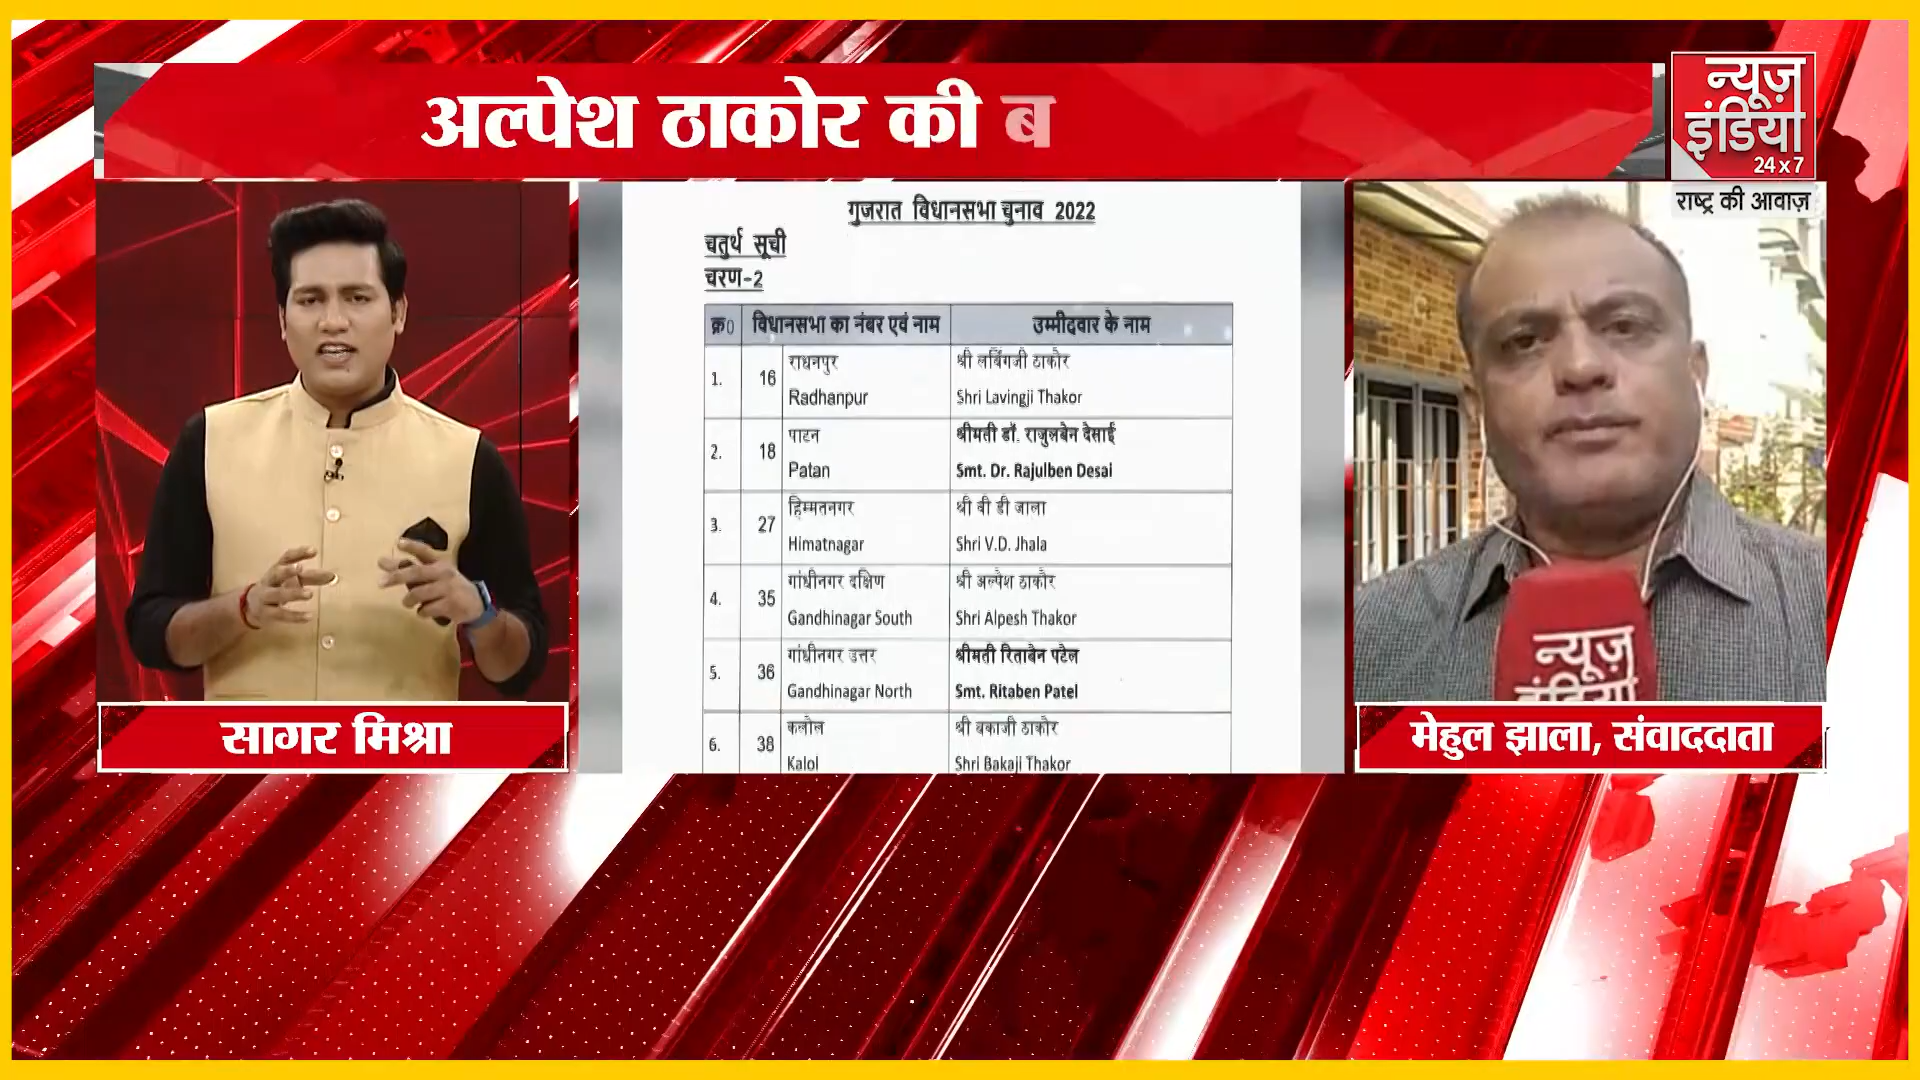 अल्पेश ठाकोर की ब
न्यूज़
इंडिया
24x7
राष्ट्र की आवाज़
गुजरात विधानसभा चुनाव 2022
चतुर्थ सूची
चरण-2
क्र0 विधानसभा का नंबर एवं नाम उम्मीदवार के नाम
1. 16 राधनपुर श्री लविंगजी ठाकोर
Radhanpur Shri Lavingji Thakor
2. 18 पाटन श्रीमती डॉ. राजुलबेन देसाई
Patan Smt. Dr. Rajulben Desai
3. 27 हिम्मतनगर श्री वी डी जाला
Himatnagar Shri V.D. Jhala
4. 35 गांधीनगर दक्षिण श्री अल्पेश ठाकोर
Gandhinagar South Shri Alpesh Thakor
5. 36 गांधीनगर उत्तर श्रीमती रिताबेन पटेल
Gandhinagar North Smt. Ritaben Patel
6. 38 कलोल श्री बकाजी ठाकोर
Kalol Shri Bakaji Thakor
न्यूज़
इंडिया
सागर मिश्रा
मेहुल झाला, संवाददाता